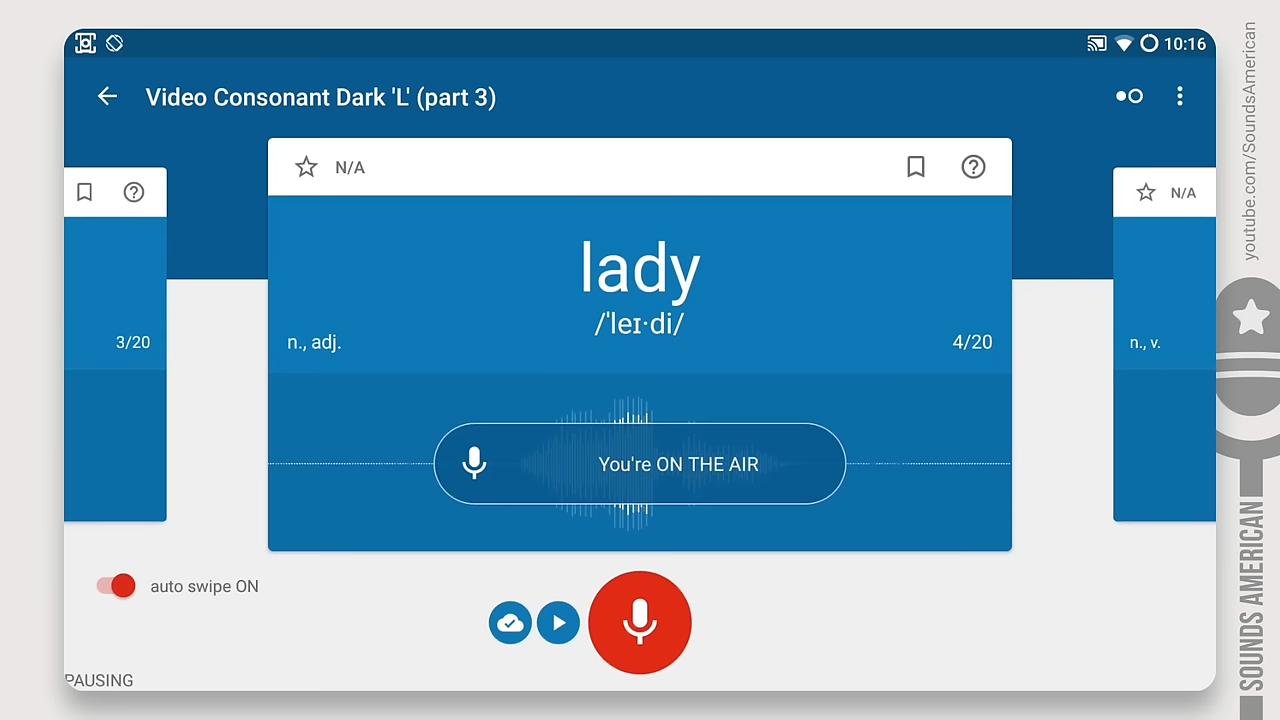 10:16
Video Consonant Dark 'L' (part 3)
N/A
N/A
lady
/ˈleɪ·di/
3/20
n., adj.
4/20
n., v.
You're ON THE AIR
auto swipe ON
PAUSING
youtube.com/SoundsAmerican
SOUNDS AMERICAN